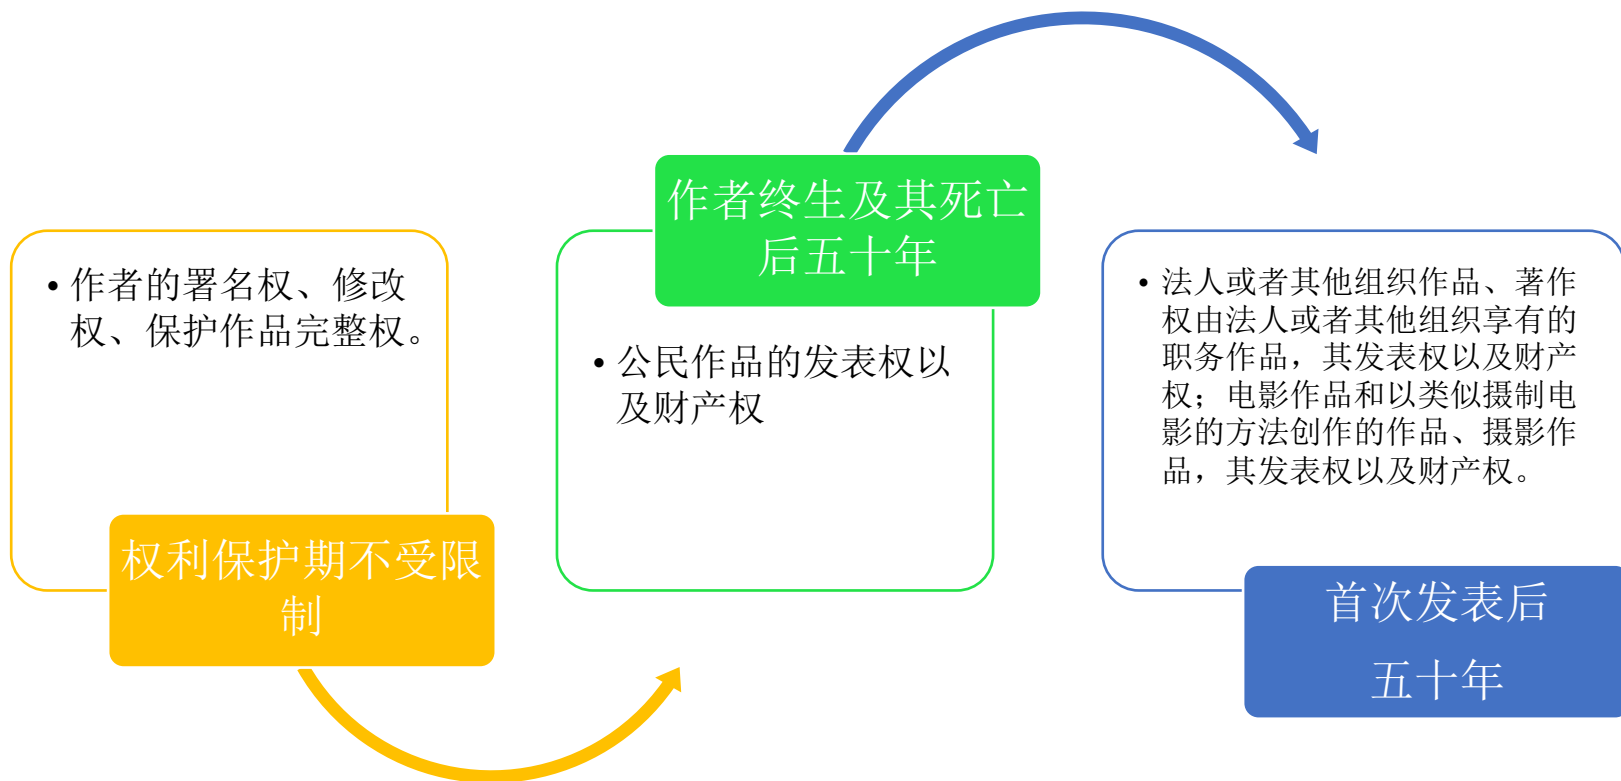 • 作者的署名权、修改
权、保护作品完整权。
权利保护期不受限
制
作者终生及其死亡
后五十年
• 公民作品的发表权以
及财产权
• 法人或者其他组织作品、著作
权由法人或者其他组织享有的
职务作品，其发表权以及财产
权；电影作品和以类似摄制电
影的方法创作的作品、摄影作
品，其发表权以及财产权。
首次发表后
五十年